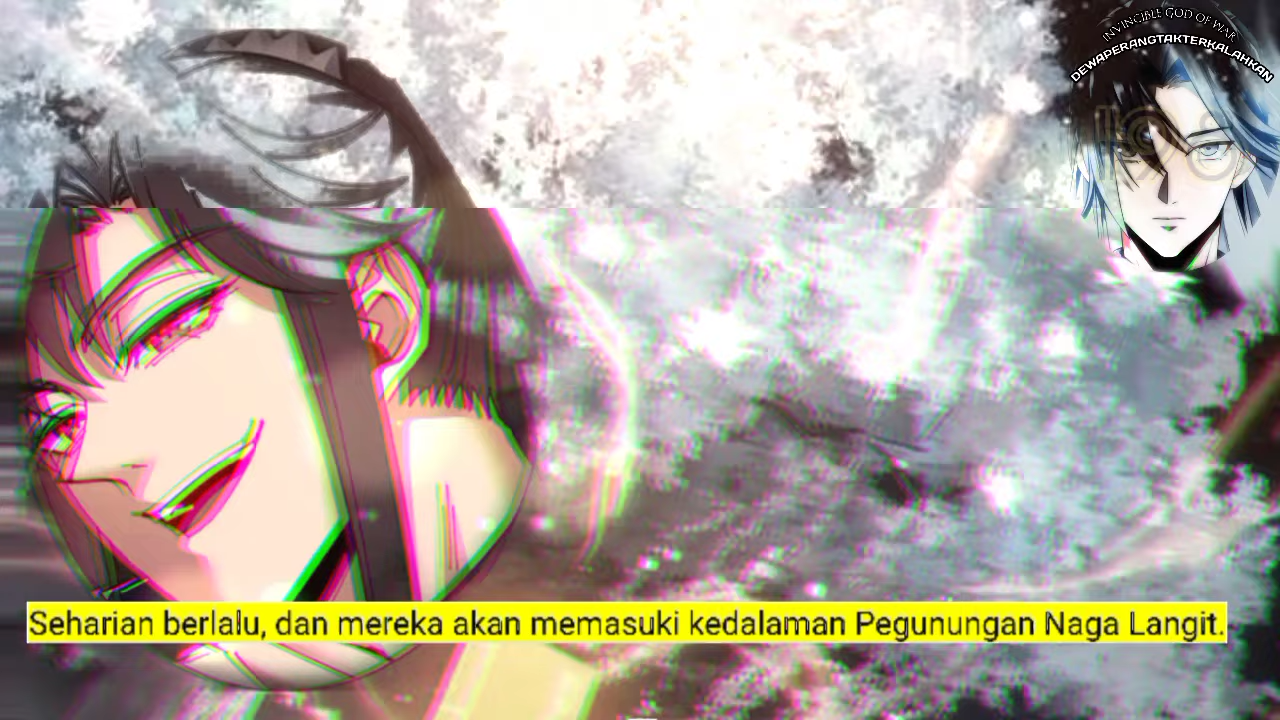 INVINCIBLE GOD OF WAR
DEWAPERANGTAKTERKALAHKAN
Seharian berlalu, dan mereka akan memasuki kedalaman Pegunungan Naga Langit.